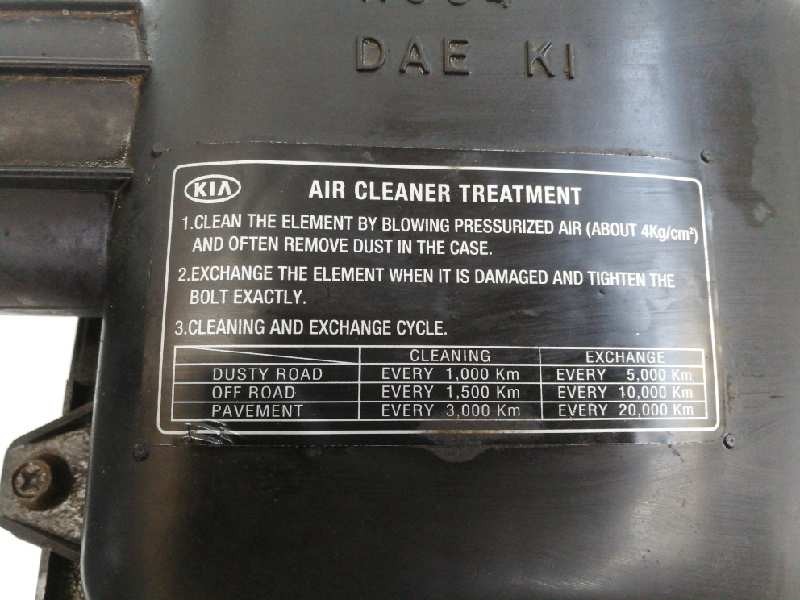 DAE KI
KIA AIR CLEANER TREATMENT
1.CLEAN THE ELEMENT BY BLOWING PRESSURIZED AIR (ABOUT 4Kg/cm²)
AND OFTEN REMOVE DUST IN THE CASE.
2.EXCHANGE THE ELEMENT WHEN IT IS DAMAGED AND TIGHTEN THE
BOLT EXACTLY.
3.CLEANING AND EXCHANGE CYCLE.
CLEANING EXCHANGE
DUSTY ROAD EVERY 1,000 Km EVERY 5,000 Km
OFF ROAD EVERY 1,500 Km EVERY 10,000 Km
PAVEMENT EVERY 3,000 Km EVERY 20,000 Km